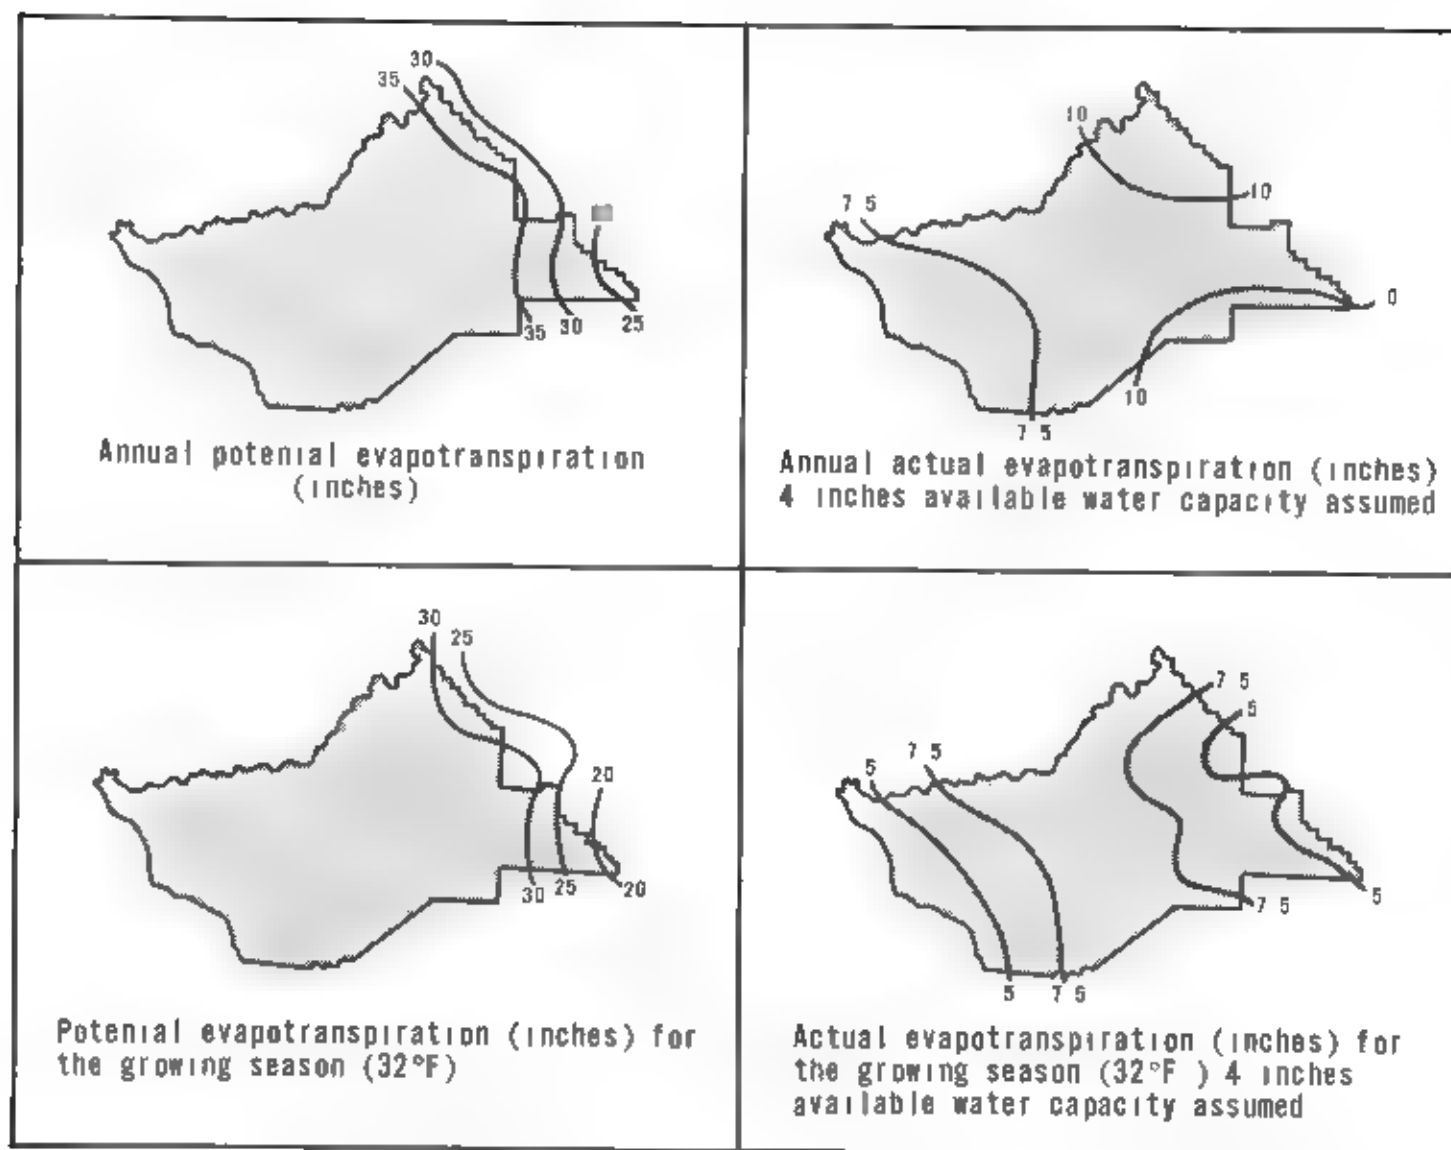 30
35
35
30
25
Annual potenial evapotranspiration
(inches)
10
10
7 5
0
10
7 5
Annual actual evapotranspiration (inches)
4 inches available water capacity assumed
30
25
20
30
25
20
Potenial evapotranspiration (inches) for
the growing season (32°F)
7 5
5
7 5
5
7 5
5
5
7 5
Actual evapotranspiration (inches) for
the growing season (32°F ) 4 inches
available water capacity assumed